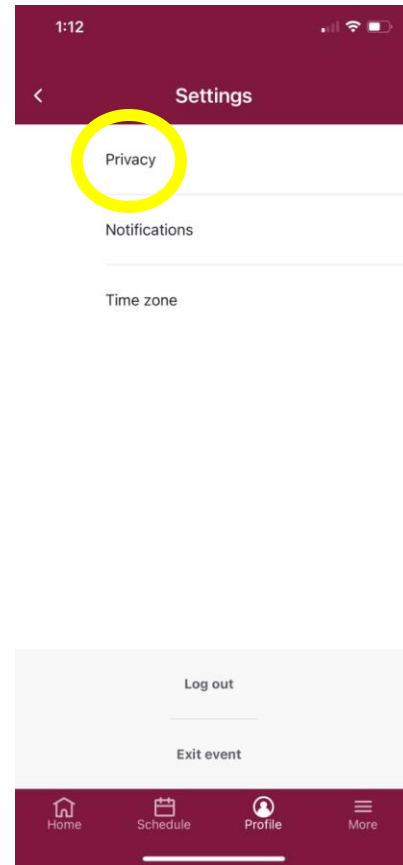 1:12
Settings
Privacy
Notifications
Time zone
Log out
Exit event
Home Schedule Profile More